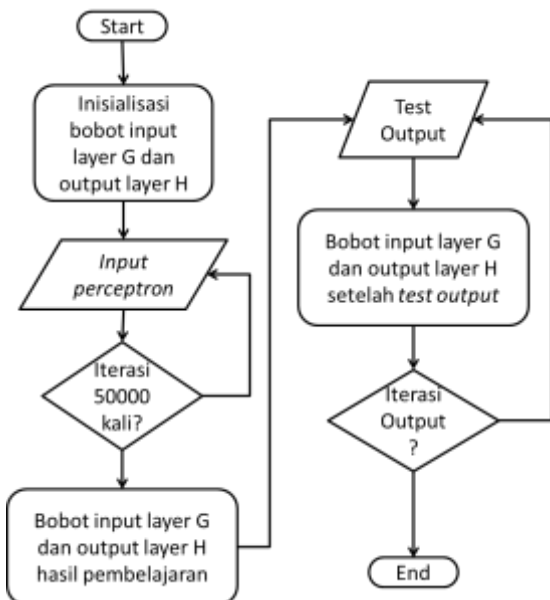 Start
Inisialisasi
bobot input
layer G dan
output layer H
Input
perceptron
Iterasi
50000
kali?
Bobot input layer G
dan output layer H
hasil pembelajaran
Test
Output
Bobot input layer G
dan output layer H
setelah test output
Iterasi
Output
?
End